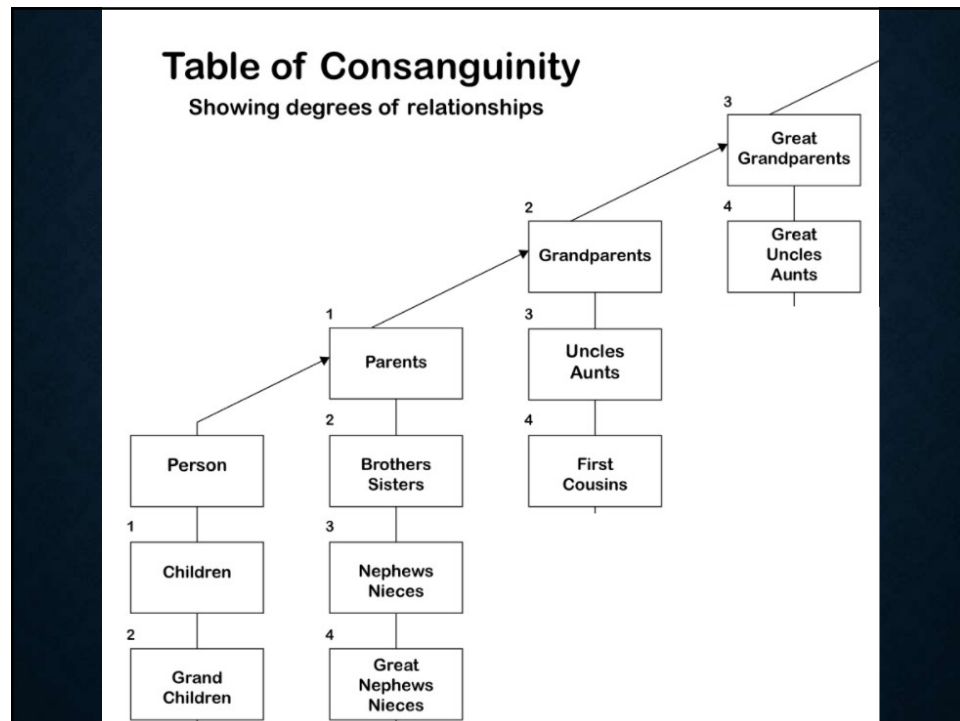 Table of Consanguinity
Showing degrees of relationships
3
Great
Grandparents
2
4
Grandparents
Great
Uncles
Aunts
1
3
Parents
Uncles
Aunts
2
4
Person
Brothers
Sisters
First
Cousins
1
3
Children
Nephews
Nieces
2
4
Grand
Children
Great
Nephews
Nieces